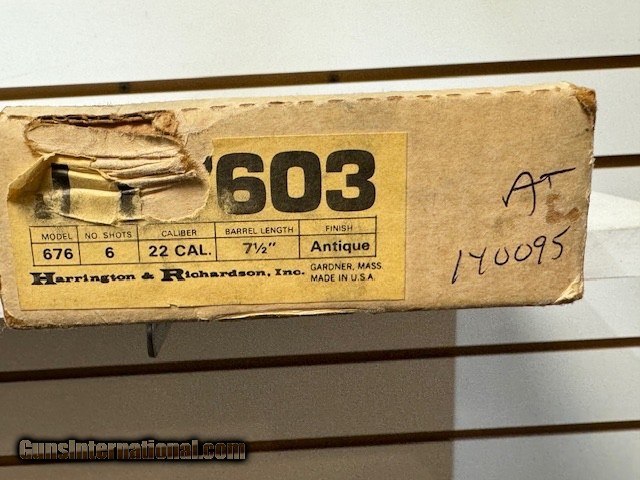 603
MODEL NO. SHOTS CALIBER BARREL LENGTH FINISH
676 6 22 CAL. 7½" Antique
Harrington & Richardson, Inc. GARDNER, MASS.
MADE IN U.S.A.
AT
140095
GunsInternational.com